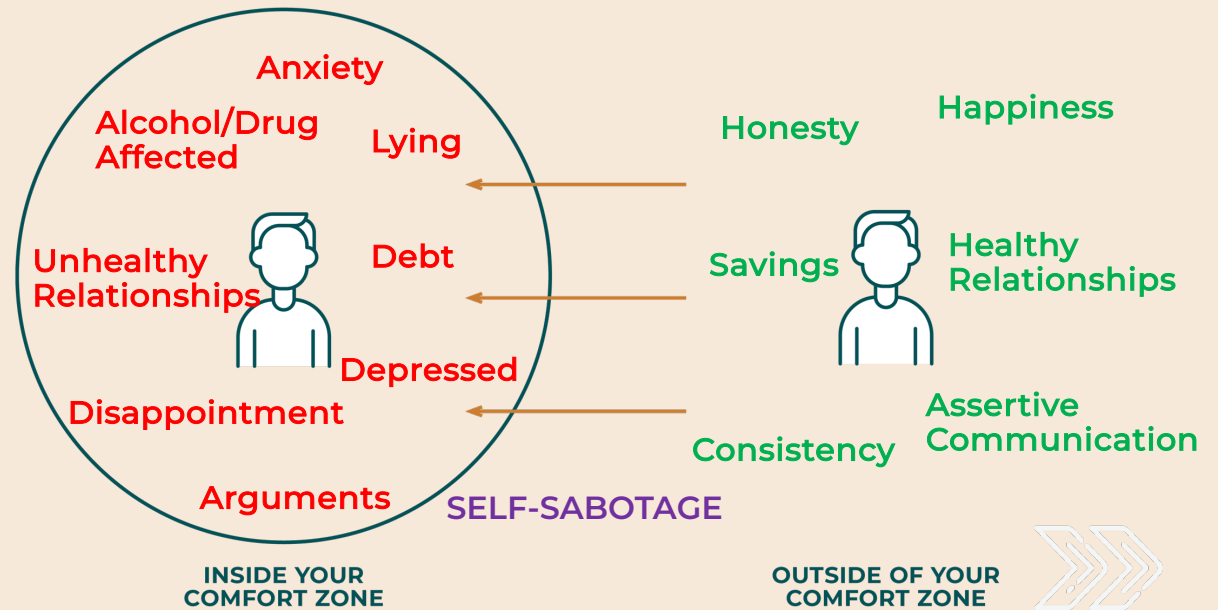 Anxiety
Alcohol/Drug
Affected
Lying
Unhealthy
Relationships
Debt
Depressed
Disappointment
Arguments
SELF-SABOTAGE
INSIDE YOUR
COMFORT ZONE
Honesty
Happiness
Savings
Healthy
Relationships
Assertive
Communication
Consistency
OUTSIDE OF YOUR
COMFORT ZONE